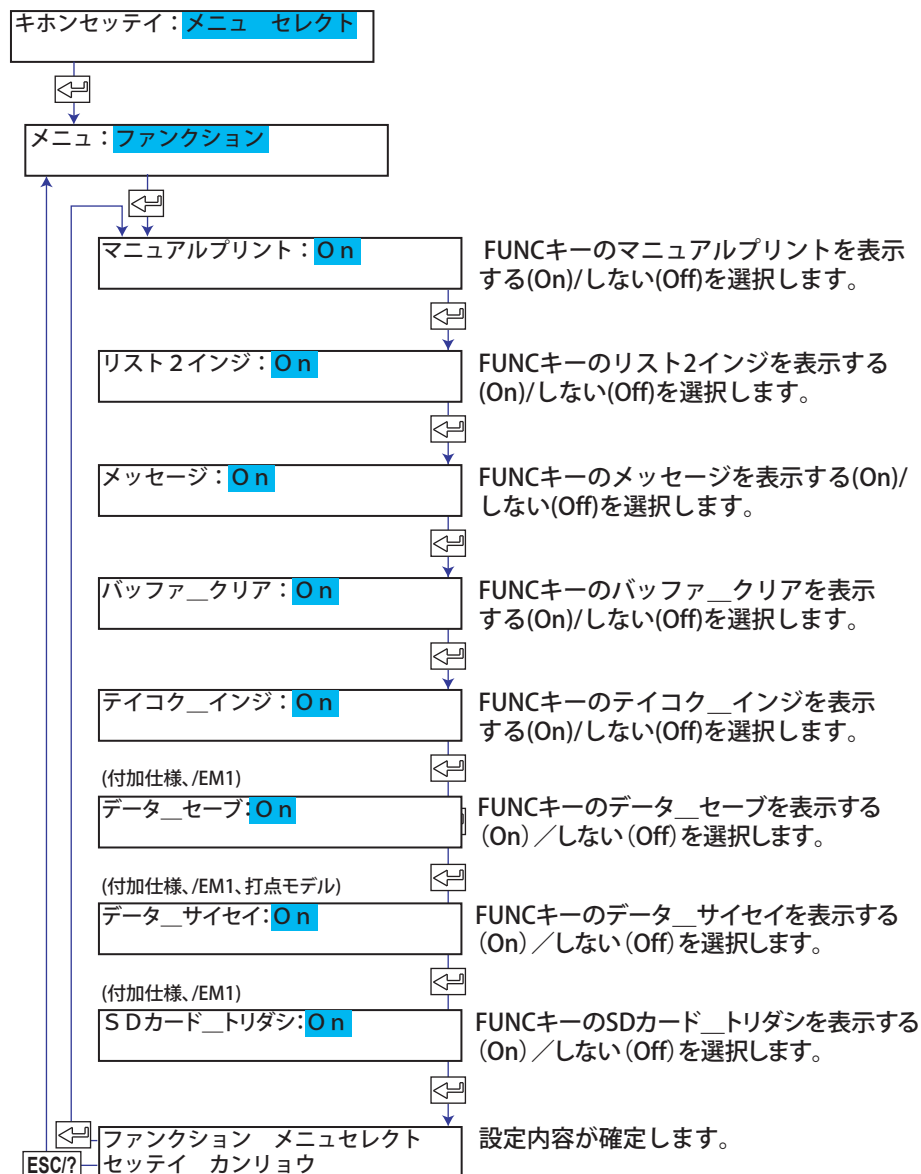 キホンセッテイ：メニュー　セレクト
メニュー：ファンクション
マニュアルプリント：On
FUNCキーのマニュアルプリントを表示
する(On)/しない(Off)を選択します。
リスト２インジ：On
FUNCキーのリスト2インジを表示する
(On)/しない(Off)を選択します。
メッセージ：On
FUNCキーのメッセージを表示する(On)/
しない(Off)を選択します。
バッファ＿クリア：On
FUNCキーのバッファ＿クリアを表示
する(On)/しない(Off)を選択します。
テイコク＿インジ：On
FUNCキーのテイコク＿インジを表示
する(On)/しない(Off)を選択します。
(付加仕様、/EM1)
データ＿セーブ：On
FUNCキーのデータ＿セーブを表示する
（On）／しない（Off）を選択します。
(付加仕様、/EM1、打点モデル)
データ＿サイセイ：On
FUNCキーのデータ＿サイセイを表示する
（On）／しない（Off）を選択します。
(付加仕様、/EM1)
ＳＤカード＿トリダシ：On
FUNCキーのSDカード＿トリダシを表示する
（On）／しない（Off）を選択します。
ファンクション　メニューセレクト
セッテイ　カンリョウ
設定内容が確定します。
ESC/?